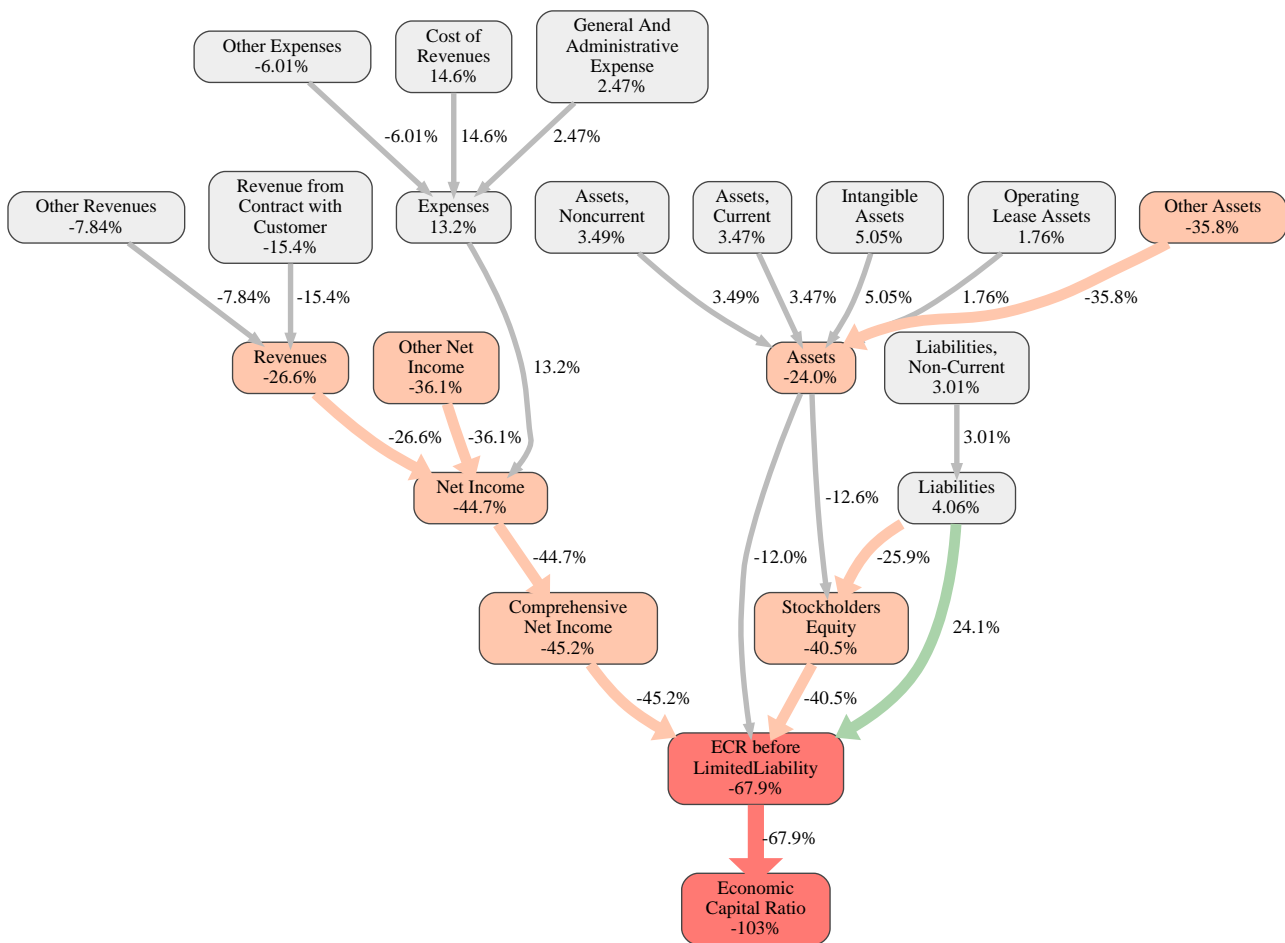 Other Expenses
-6.01%
Cost of
Revenues
14.6%
General And
Administrative
Expense
2.47%
-6.01%
14.6%
2.47%
Other Revenues
-7.84%
Revenue from
Contract with
Customer
-15.4%
Expenses
13.2%
Assets,
Noncurrent
3.49%
Assets,
Current
3.47%
Intangible
Assets
5.05%
Operating
Lease Assets
1.76%
Other Assets
-35.8%
-7.84%
-15.4%
3.49%
3.47%
5.05%
1.76%
-35.8%
Revenues
-26.6%
Other Net
Income
-36.1%
13.2%
Assets
-24.0%
Liabilities,
Non-Current
3.01%
-26.6%
-36.1%
3.01%
Net Income
-44.7%
-12.6%
Liabilities
4.06%
-44.7%
-12.0%
-25.9%
Comprehensive
Net Income
-45.2%
Stockholders
Equity
-40.5%
24.1%
-45.2%
-40.5%
ECR before
LimitedLiability
-67.9%
-67.9%
Economic
Capital Ratio
-103%